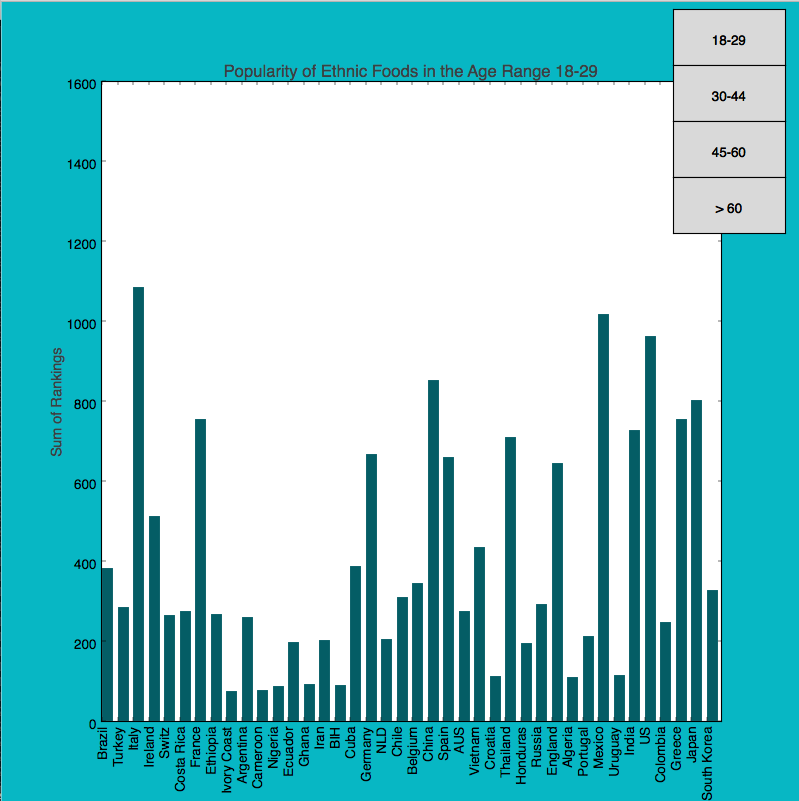 18-29
30-44
45-60
> 60
Popularity of Ethnic Foods in the Age Range 18-29
1600
1400
1200
1000
800
600
400
200
0
Sum of Rankings
Brazil
Turkey
Italy
Ireland
Switz
Costa Rica
France
Ethiopia
Ivory Coast
Argentina
Cameroon
Nigeria
Ecuador
Ghana
Iran
BIH
Cuba
Germany
NLD
Chile
Belgium
China
Spain
AUS
Vietnam
Croatia
Thailand
Honduras
Russia
England
Algeria
Portugal
Mexico
Uruguay
India
US
Colombia
Greece
Japan
South Korea